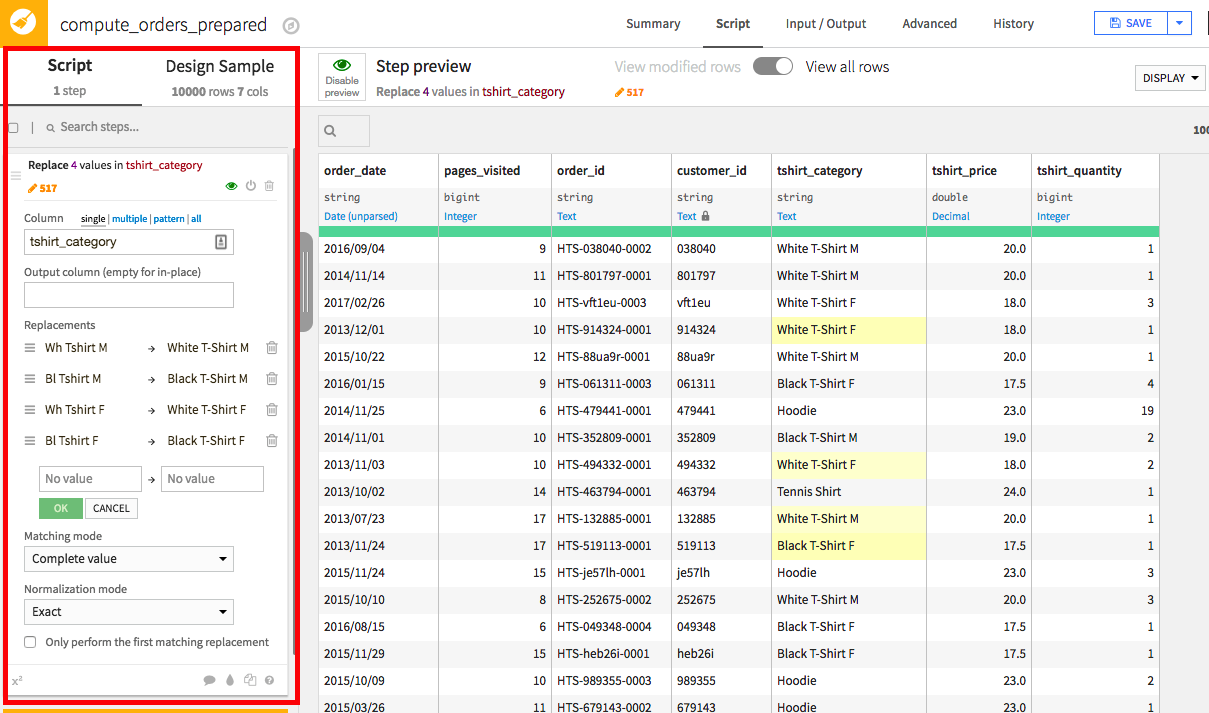 compute_orders_prepared Summary Script Input / Output Advanced History SAVE
Script Design Sample
1 step 10000 rows 7 cols
Search steps...
Replace 4 values in tshirt_category
517
Column single | multiple | pattern | all
tshirt_category
Output column (empty for in-place)
Replacements
Wh Tshirt M → White T-Shirt M
Bl Tshirt M → Black T-Shirt M
Wh Tshirt F → White T-Shirt F
Bl Tshirt F → Black T-Shirt F
No value → No value
OK CANCEL
Matching mode
Complete value
Normalization mode
Exact
Only perform the first matching replacement
x²
Disable preview
Step preview View modified rows View all rows
Replace 4 values in tshirt_category 517
DISPLAY
100
order_date pages_visited order_id customer_id tshirt_category tshirt_price tshirt_quantity
string bigint string string string double bigint
Date (unparsed) Integer Text Text Text Decimal Integer
2016/09/04 9 HTS-038040-0002 038040 White T-Shirt M 20.0 1
2014/11/14 11 HTS-801797-0001 801797 White T-Shirt M 20.0 1
2017/02/26 10 HTS-vft1eu-0003 vft1eu White T-Shirt F 18.0 3
2013/12/01 10 HTS-914324-0001 914324 White T-Shirt F 18.0 1
2015/10/22 12 HTS-88ua9r-0001 88ua9r White T-Shirt M 20.0 1
2016/01/15 9 HTS-061311-0003 061311 Black T-Shirt F 17.5 4
2014/11/25 6 HTS-479441-0001 479441 Hoodie 23.0 19
2014/11/01 10 HTS-352809-0001 352809 Black T-Shirt M 19.0 2
2013/11/03 10 HTS-494332-0001 494332 White T-Shirt F 18.0 2
2013/10/02 14 HTS-463794-0001 463794 Tennis Shirt 24.0 1
2013/07/23 17 HTS-132885-0001 132885 White T-Shirt M 20.0 1
2013/11/24 17 HTS-519113-0001 519113 Black T-Shirt F 17.5 1
2015/11/24 15 HTS-je57lh-0001 je57lh Hoodie 23.0 3
2015/10/10 8 HTS-252675-0002 252675 White T-Shirt M 20.0 3
2016/08/15 6 HTS-049348-0004 049348 Black T-Shirt F 17.5 1
2015/11/29 15 HTS-heb26i-0001 heb26i Black T-Shirt F 17.5 1
2015/10/09 10 HTS-989355-0003 989355 Hoodie 23.0 2
2015/03/26 11 HTS-679143-0002 679143 Hoodie 23.0 1